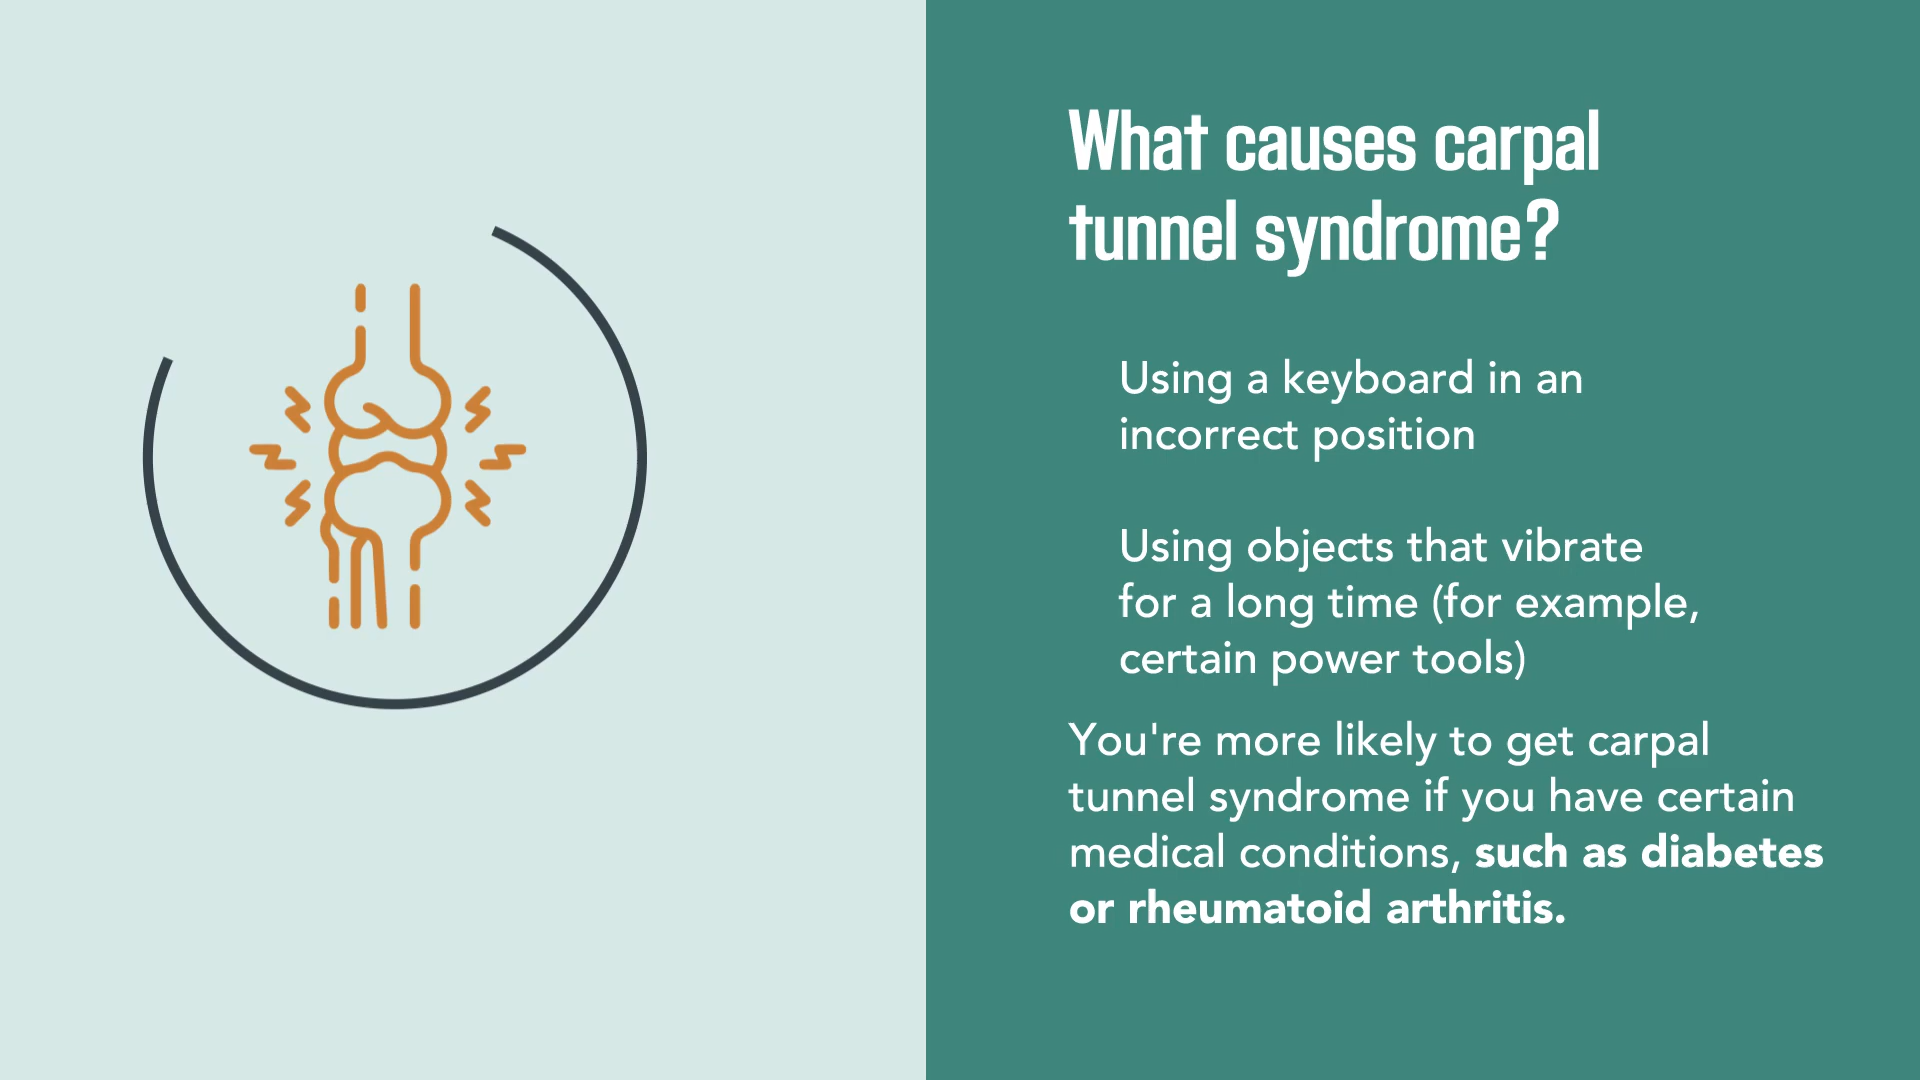 What causes carpal
tunnel syndrome?
Using a keyboard in an
incorrect position
Using objects that vibrate
for a long time (for example,
certain power tools)
You're more likely to get carpal
tunnel syndrome if you have certain
medical conditions, such as diabetes
or rheumatoid arthritis.